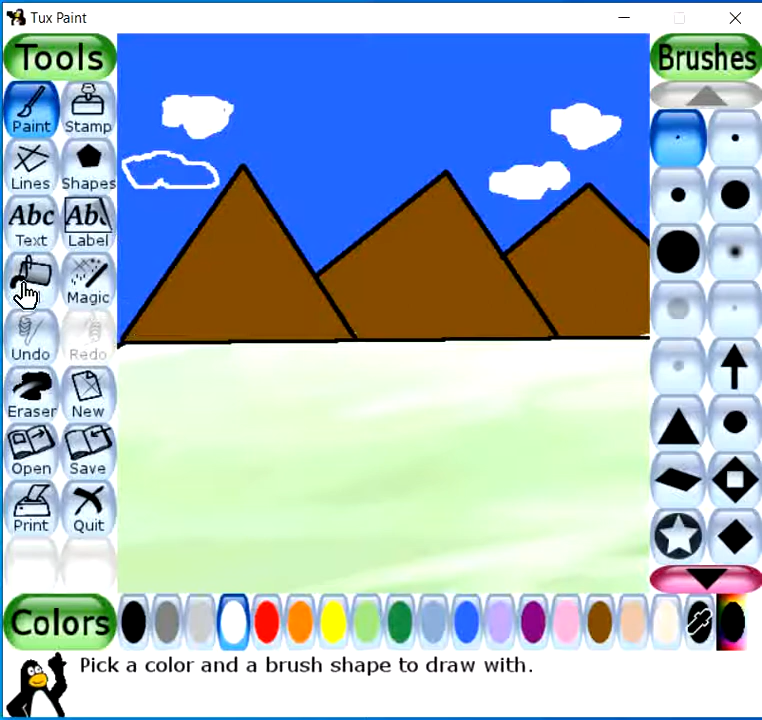 Tux Paint
Tools
Brushes
Paint
Stamp
Lines
Shapes
Abc
Abc
Text
Label
Magic
Undo
Redo
Eraser
New
Open
Save
Print
Quit
Colors
Pick a color and a brush shape to draw with.